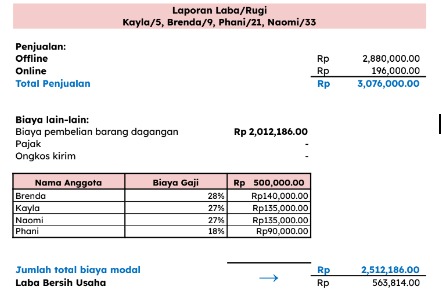 Laporan Laba/Rugi
Kayla/5, Brenda/9, Phani/21, Naomi/33
Penjualan:
Offline Rp 2,880,000.00
Online Rp 196,000.00
Total Penjualan Rp 3,076,000.00
Biaya lain-lain:
Biaya pembelian barang dagangan Rp 2,012,186.00
Pajak -
Ongkos kirim -
Nama Anggota Biaya Gaji Rp 500,000.00
Brenda 28% Rp140,000.00
Kayla 27% Rp135,000.00
Naomi 27% Rp135,000.00
Phani 18% Rp90,000.00
Jumlah total biaya modal → Rp 2,512,186.00
Laba Bersih Usaha Rp 563,814.00